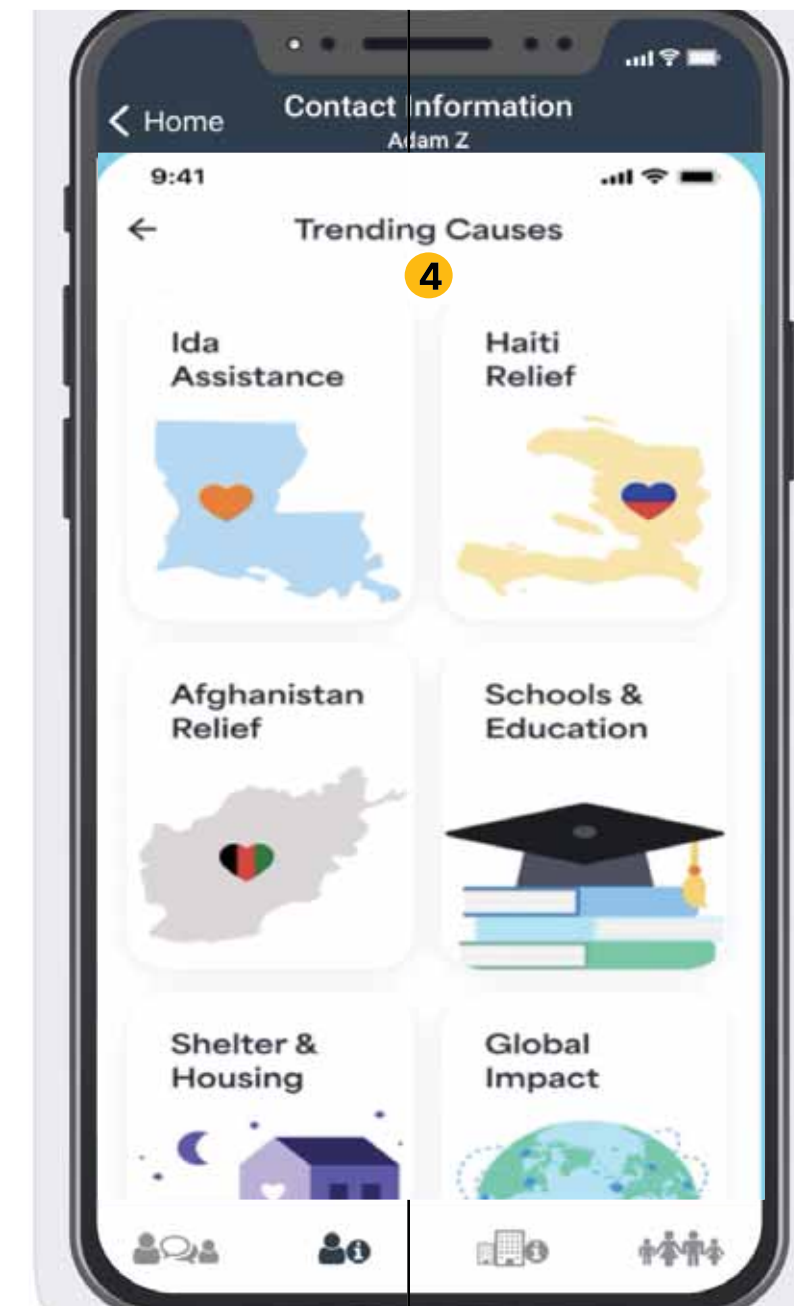 Home
Contact Information
Adam Z
9:41
Trending Causes
4
Ida
Assistance
Haiti
Relief
Afghanistan
Relief
Schools &
Education
Shelter &
Housing
Global
Impact